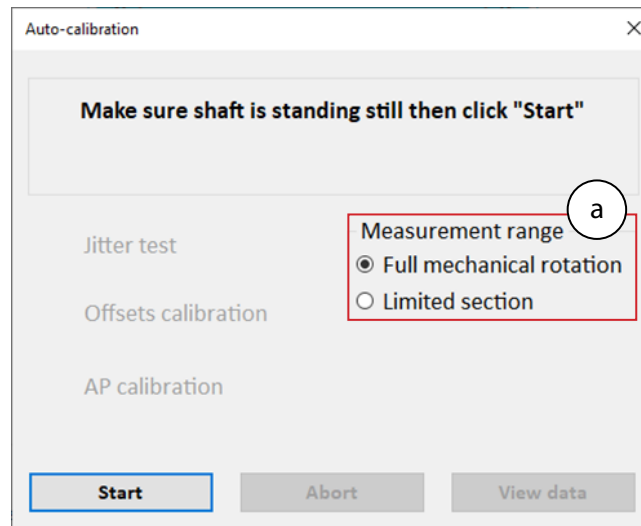 Auto-calibration
Make sure shaft is standing still then click "Start"
a
Measurement range
Jitter test
Full mechanical rotation
Limited section
Offsets calibration
AP calibration
Start
Abort
View data